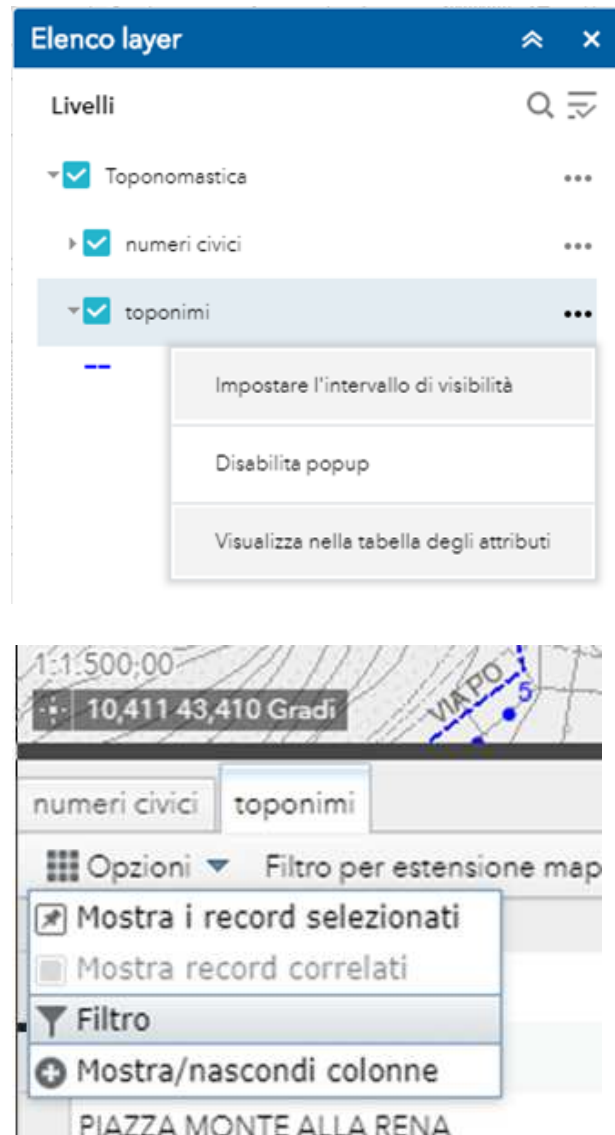 Elenco layer
Livelli
Toponomastica
numeri civici
toponimi
Impostare l'intervallo di visibilità
Disabilita popup
Visualizza nella tabella degli attributi
1:1.500;00
10,411 43,410 Gradi
VIA PO
5
numeri civici toponimi
Opzioni Filtro per estensione map
Mostra i record selezionati
Mostra record correlati
Filtro
Mostra/nascondi colonne
PIAZZA MONTE ALLA RENA